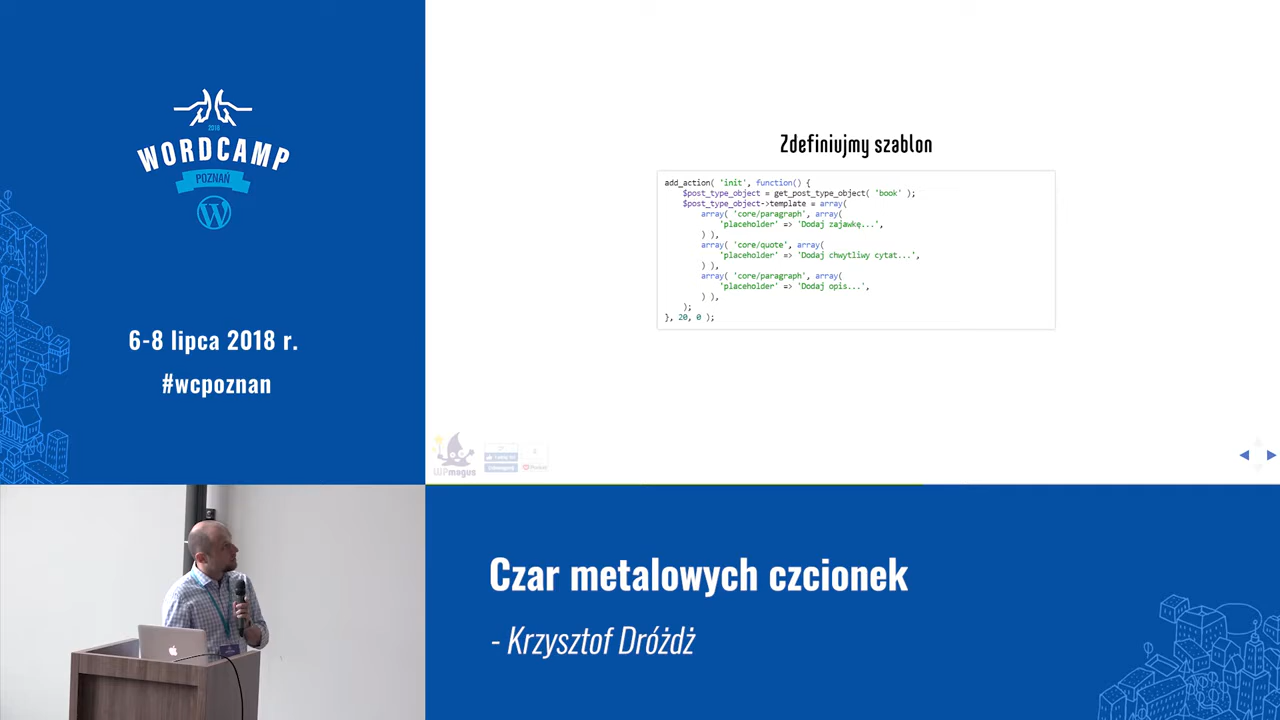 2018
WORDCAMP
POZNAŃ
6-8 lipca 2018 r.
#wcpoznan
Zdefiniujmy szablon
add_action( 'init', function() {
$post_type_object = get_post_type_object( 'book' );
$post_type_object->template = array(
array( 'core/paragraph', array(
'placeholder' => 'Dodaj zajawkę...',
) ),
array( 'core/quote', array(
'placeholder' => 'Dodaj chwytliwy cytat...',
) ),
array( 'core/paragraph', array(
'placeholder' => 'Dodaj opis...',
) ),
);
}, 20, 0 );
WPmagus
Czar metalowych czcionek
- Krzysztof Dróżdż